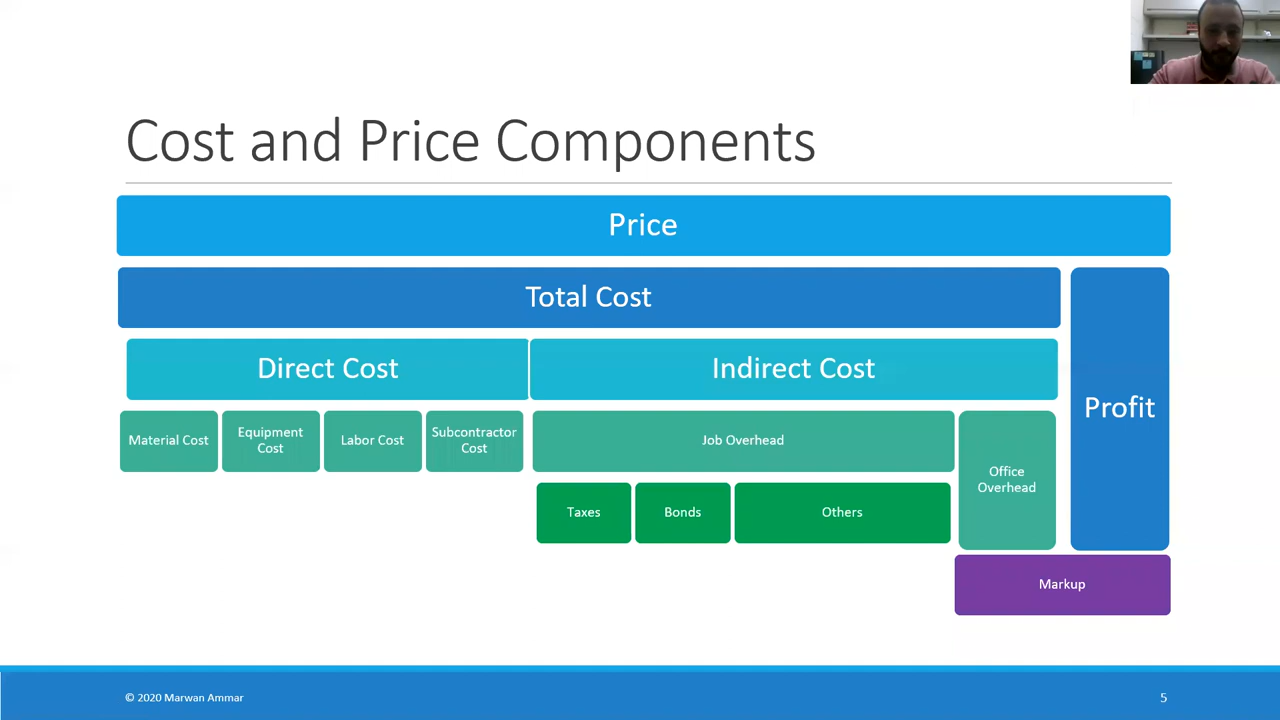 Cost and Price Components
Price
Total Cost
Profit
Direct Cost
Indirect Cost
Material Cost
Equipment
Cost
Labor Cost
Subcontractor
Cost
Job Overhead
Office
Overhead
Taxes
Bonds
Others
Markup
© 2020 Marwan Ammar
5